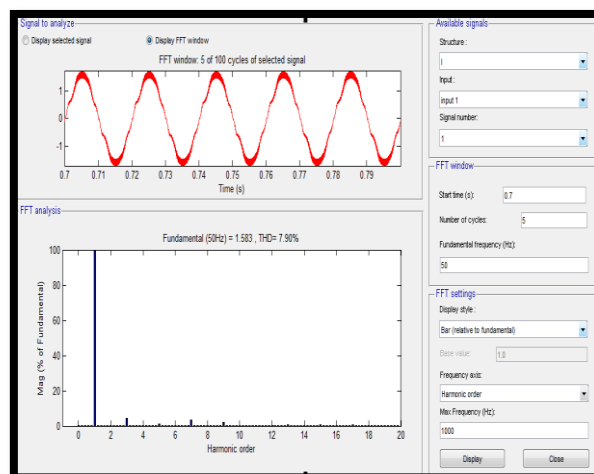 Signal to analyze
Display selected signal
Display FFT window
FFT window: 5 of 100 cycles of selected signal
1
0
-1
0.7 0.71 0.72 0.73 0.74 0.75 0.76 0.77 0.78 0.79
Time (s)
FFT analysis
Fundamental (50Hz) = 1.583 , THD= 7.90%
Mag (% of Fundamental)
100
80
60
40
20
0
0 2 4 6 8 10 12 14 16 18 20
Harmonic order
Available signals
Structure :
I
Input :
input 1
Signal number:
1
FFT window
Start time (s):
0.7
Number of cycles:
5
Fundamental frequency (Hz):
50
FFT settings
Display style :
Bar (relative to fundamental)
Base value:
1.0
Frequency axis:
Harmonic order
Max Frequency (Hz):
1000
Display
Close